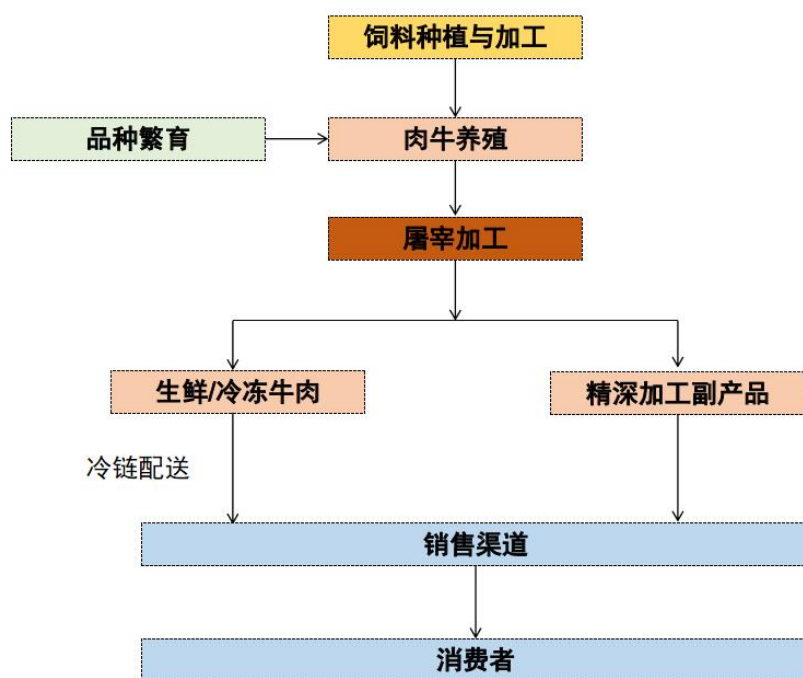 饲料种植与加工
品种繁育
肉牛养殖
屠宰加工
生鲜/冷冻牛肉
精深加工副产品
冷链配送
销售渠道
消费者